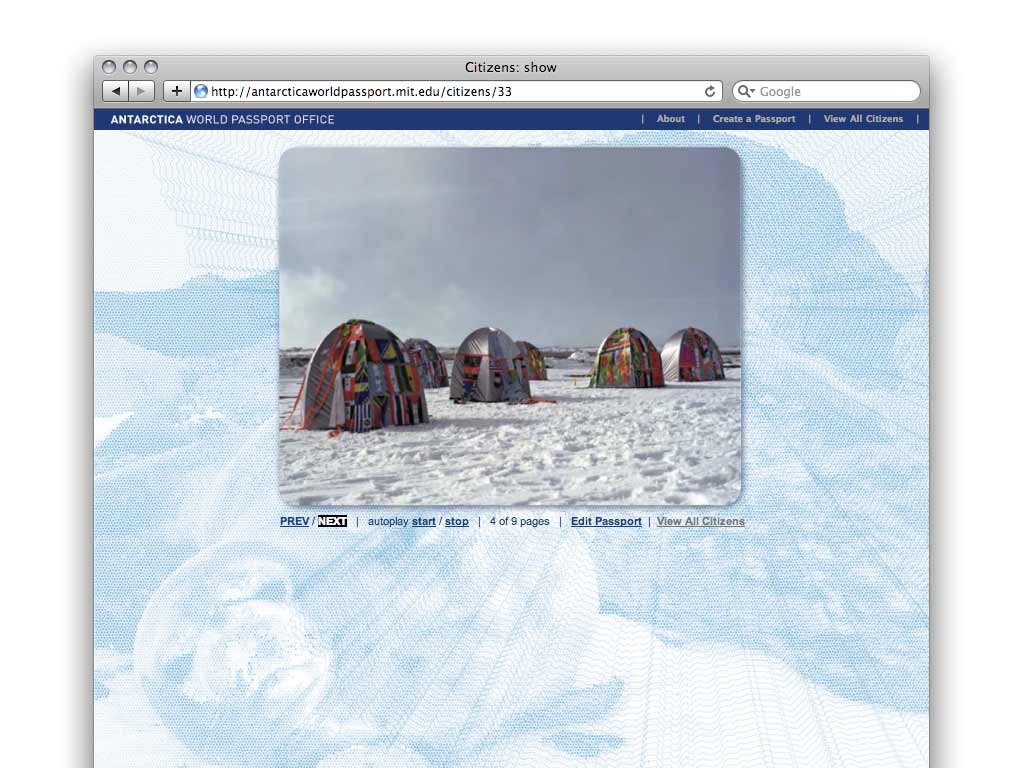 Citizens: show
http://antarcticaworldpassport.mit.edu/citizens/33
Google
ANTARCTICA WORLD PASSPORT OFFICE | About | Create a Passport | View All Citizens |
PREV / NEXT | autoplay start / stop | 4 of 9 pages | Edit Passport | View All Citizens